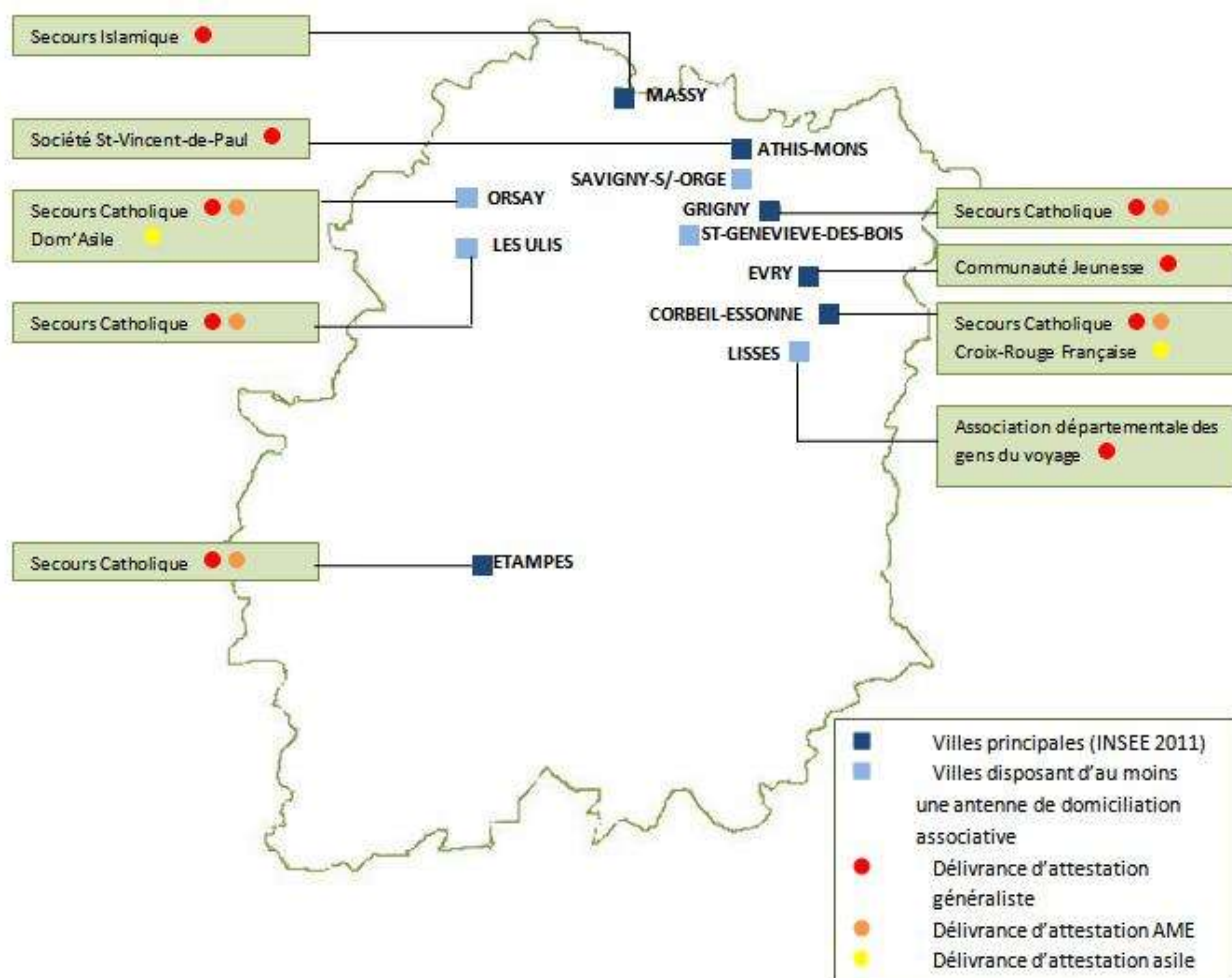 Secours Islamique
MASSY
Société St-Vincent-de-Paul
ATHIS-MONS
SAVIGNY-S/-ORGE
Secours Catholique
Dom'Asile
ORSAY
GRIGNY
Secours Catholique
ST-GENEVIEVE-DES-BOIS
LES ULIS
EVRY
Communauté Jeunesse
Secours Catholique
CORBEIL-ESSONNE
Secours Catholique
Croix-Rouge Française
LISSES
Association départementale des
gens du voyage
Secours Catholique
ETAMPES
Villes principales (INSEE 2011)
Villes disposant d'au moins
une antenne de domiciliation
associative
Délivrance d'attestation
généraliste
Délivrance d'attestation AME
Délivrance d'attestation asile